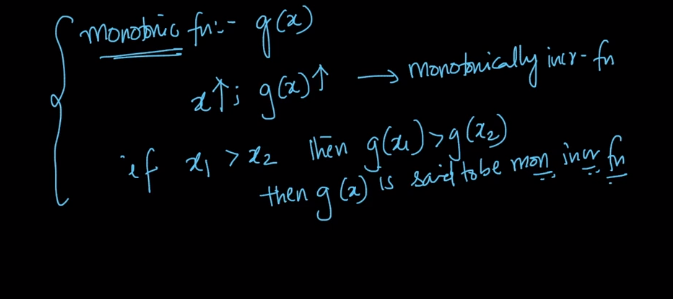 monotonic fn:- g(x)
x↑; g(x)↑ → monotonically incr- fn
if x₁ > x₂ then g(x₁) > g(x₂)
then g(x) is said to be mon incr fn